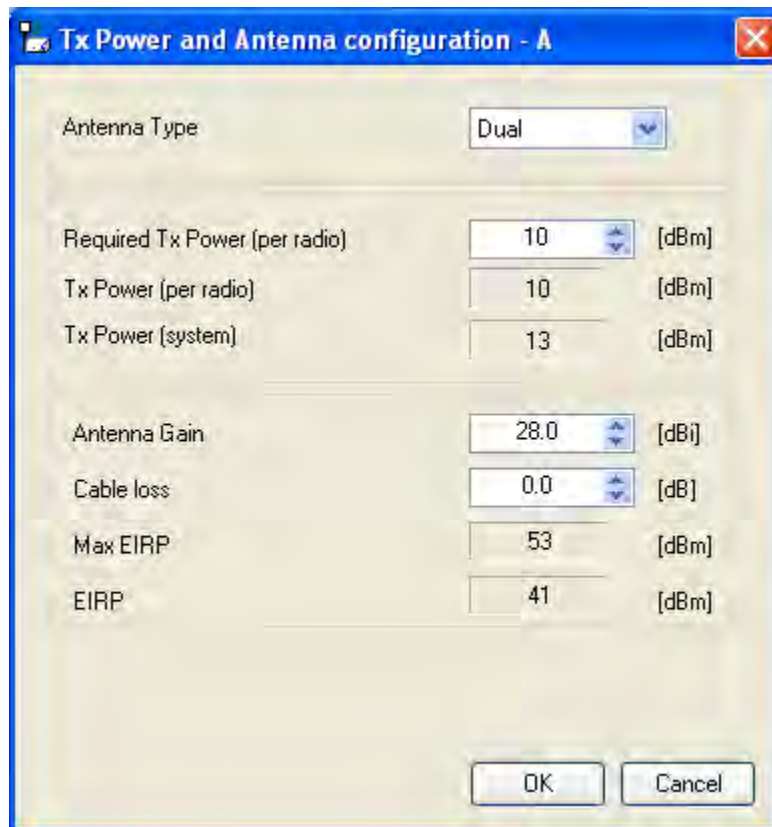 Tx Power and Antenna configuration - A
Antenna Type Dual
Required Tx Power (per radio) 10 [dBm]
Tx Power (per radio) 10 [dBm]
Tx Power (system) 13 [dBm]
Antenna Gain 28.0 [dBi]
Cable loss 0.0 [dB]
Max EIRP 53 [dBm]
EIRP 41 [dBm]
OK Cancel